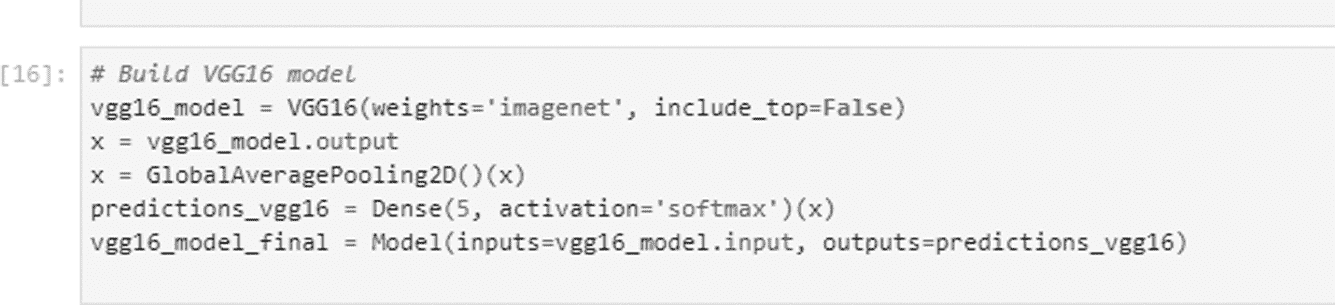 [16]:
# Build VGG16 model
vgg16_model = VGG16(weights='imagenet', include_top=False)
x = vgg16_model.output
x = GlobalAveragePooling2D()(x)
predictions_vgg16 = Dense(5, activation='softmax')(x)
vgg16_model_final = Model(inputs=vgg16_model.input, outputs=predictions_vgg16)